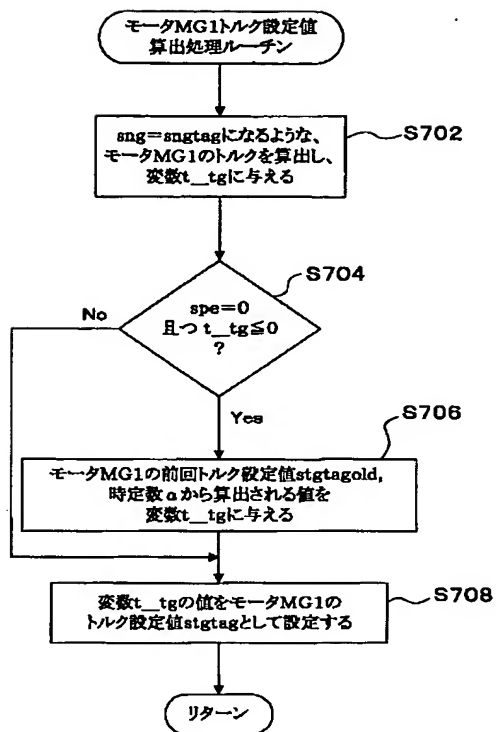 モータMG1トルク設定値
算出処理ルーチン
sng=sngtagになるような、
モータMG1のトルクを算出し、
変数t__tgに与える
S702
S704
spe=0
且つ t__tg≦0
?
No
Yes
S706
モータMG1の前回トルク設定値stgtagold,
時定数αから算出される値を
変数t__tgに与える
変数t__tgの値をモータMG1の
トルク設定値stgtagとして設定する
S708
リターン